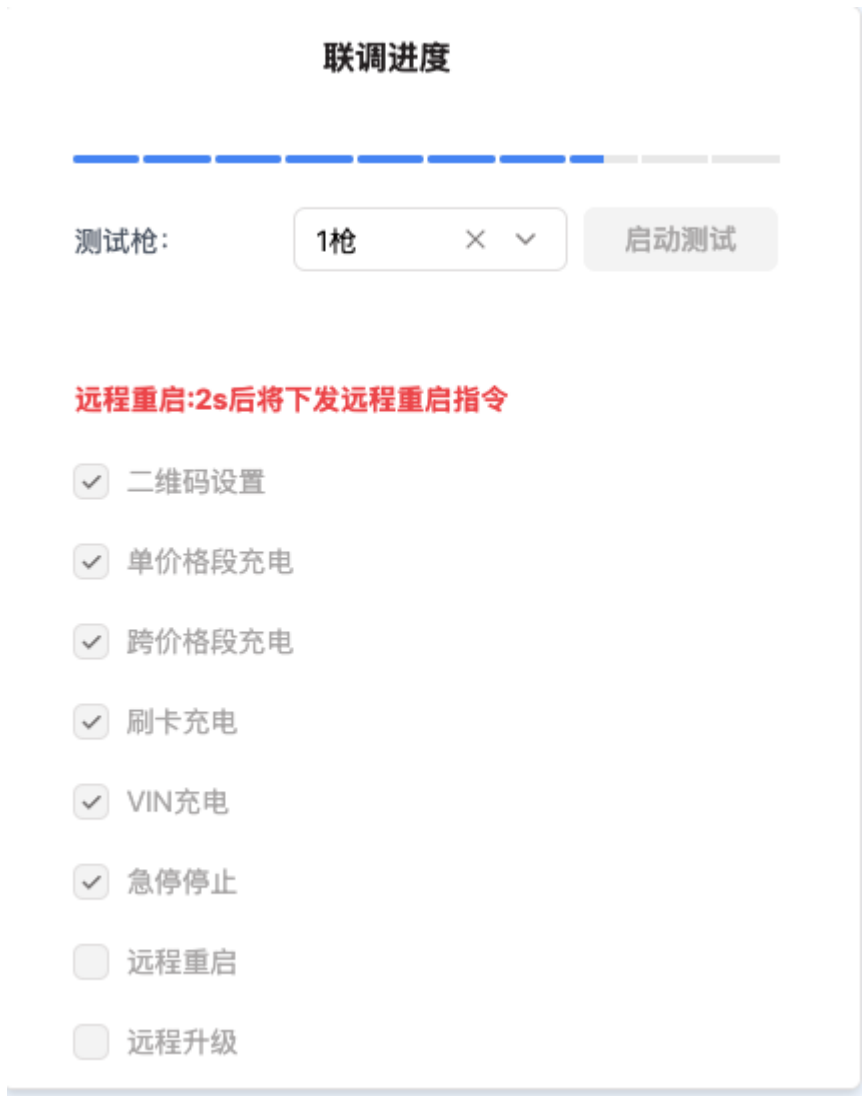 联调进度
测试枪: 1枪 启动测试
远程重启:2s后将下发远程重启指令
二维码设置
单价格段充电
跨价格段充电
刷卡充电
VIN充电
急停停止
远程重启
远程升级